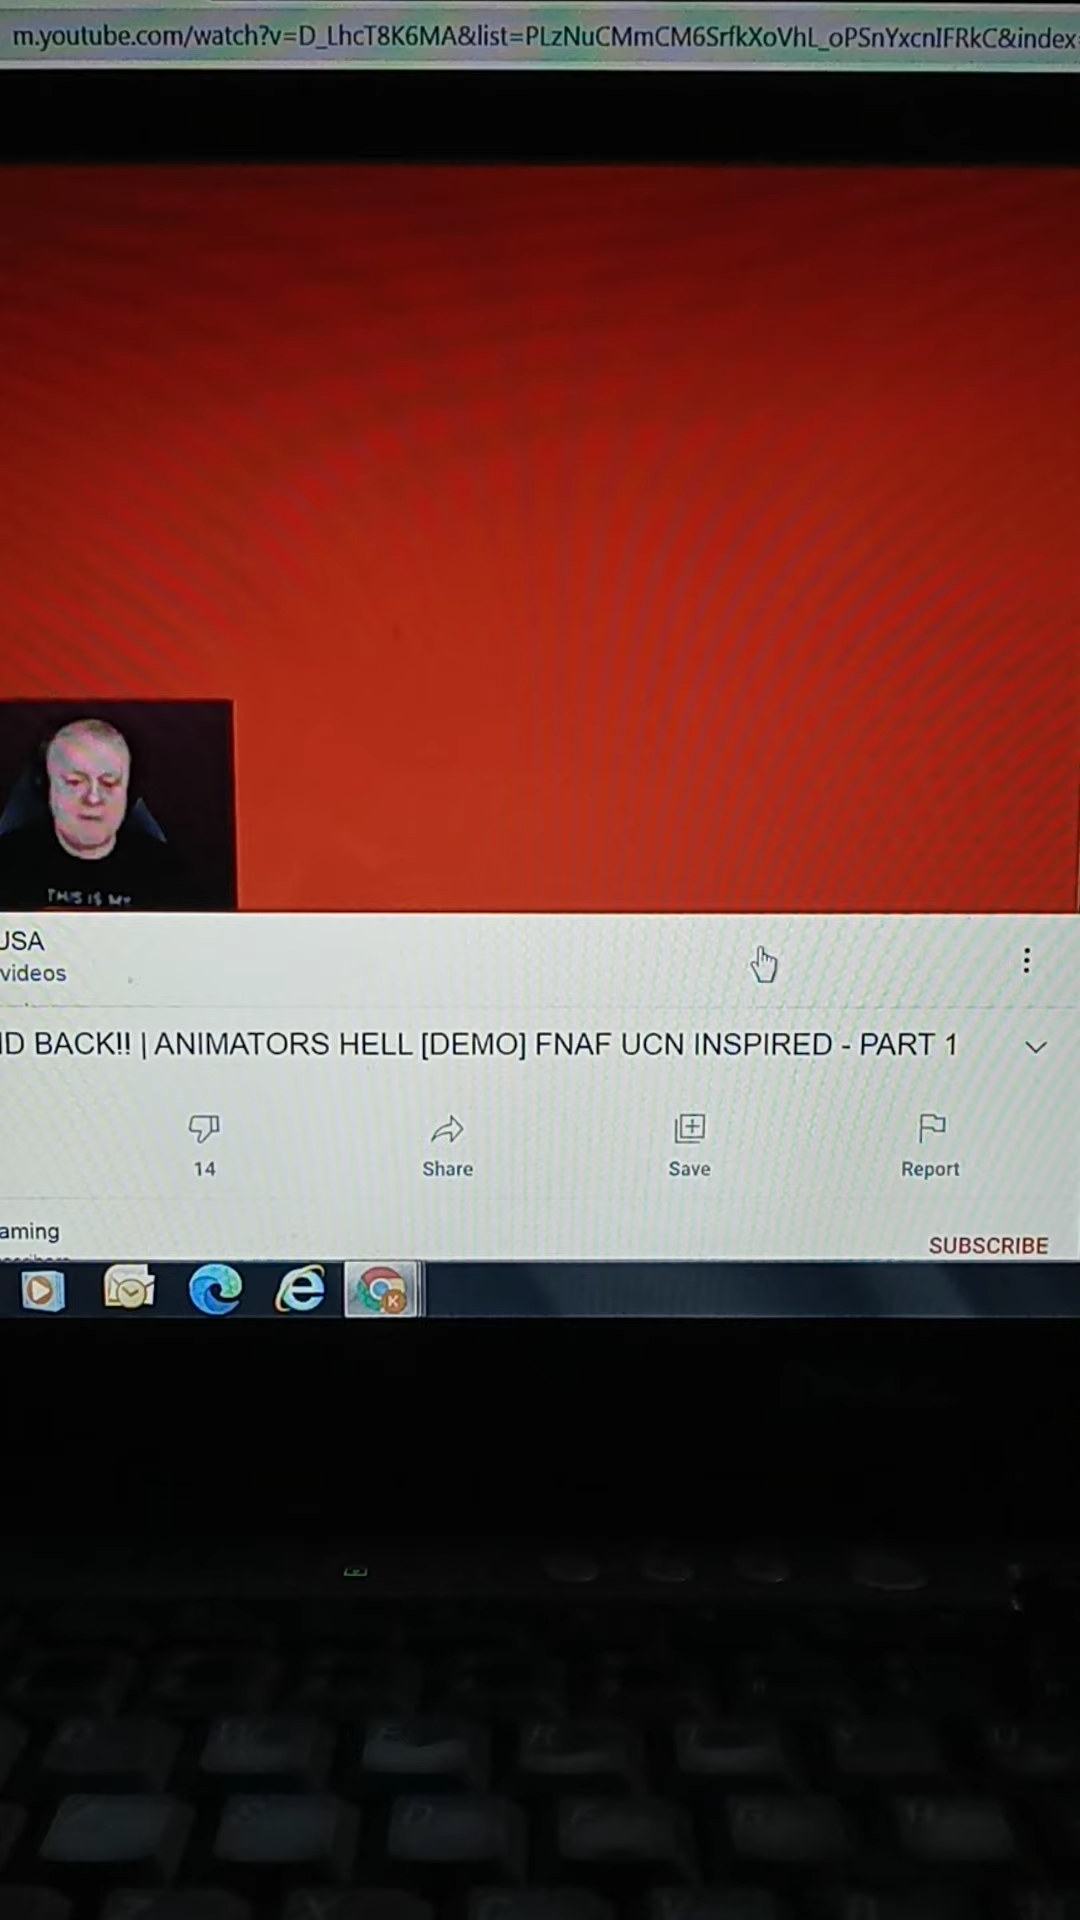 m.youtube.com/watch?v=D_LhcT8K6MA&list=PLzNuCMmCM6SrfkXoVhL_oPSnYxcnIFRkC&index
THIS IS MY
USA
videos
ID BACK!! | ANIMATORS HELL [DEMO] FNAF UCN INSPIRED - PART 1
14
Share
Save
Report
aming
SUBSCRIBE